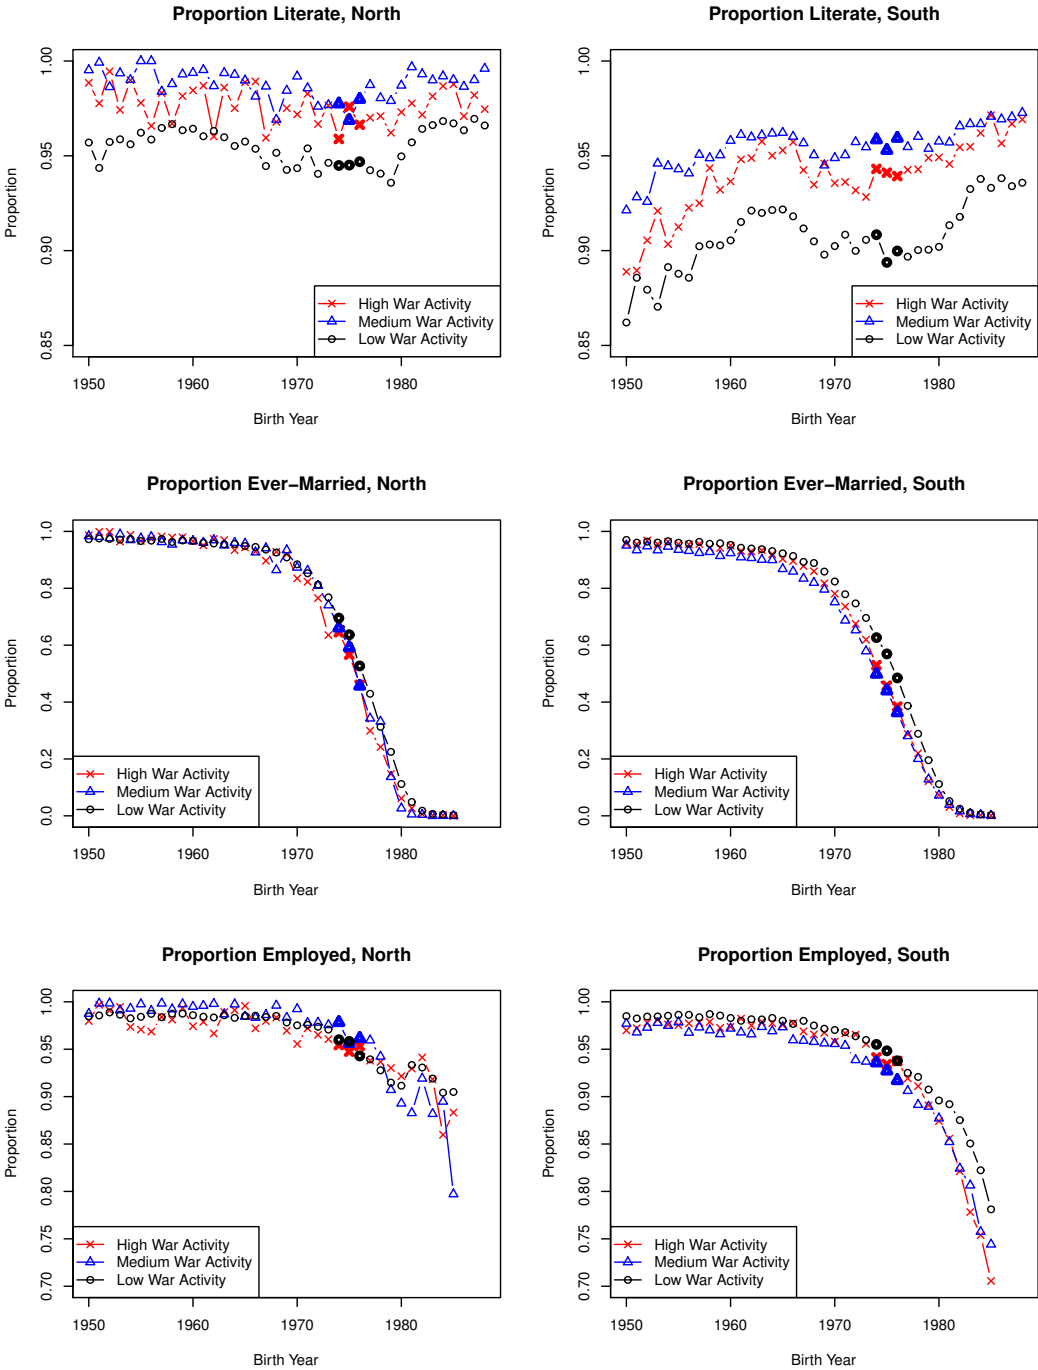 Proportion Literate, North
Proportion
1.00
0.95
0.90
0.85
High War Activity
Medium War Activity
Low War Activity
1950 1960 1970 1980
Birth Year
Proportion Literate, South
Proportion
1.00
0.95
0.90
0.85
High War Activity
Medium War Activity
Low War Activity
1950 1960 1970 1980
Birth Year
Proportion Ever−Married, North
Proportion
1.0
0.8
0.6
0.4
0.2
0.0
High War Activity
Medium War Activity
Low War Activity
1950 1960 1970 1980
Birth Year
Proportion Ever−Married, South
Proportion
1.0
0.8
0.6
0.4
0.2
0.0
High War Activity
Medium War Activity
Low War Activity
1950 1960 1970 1980
Birth Year
Proportion Employed, North
Proportion
1.00
0.95
0.90
0.85
0.80
0.75
0.70
High War Activity
Medium War Activity
Low War Activity
1950 1960 1970 1980
Birth Year
Proportion Employed, South
Proportion
1.00
0.95
0.90
0.85
0.80
0.75
0.70
High War Activity
Medium War Activity
Low War Activity
1950 1960 1970 1980
Birth Year